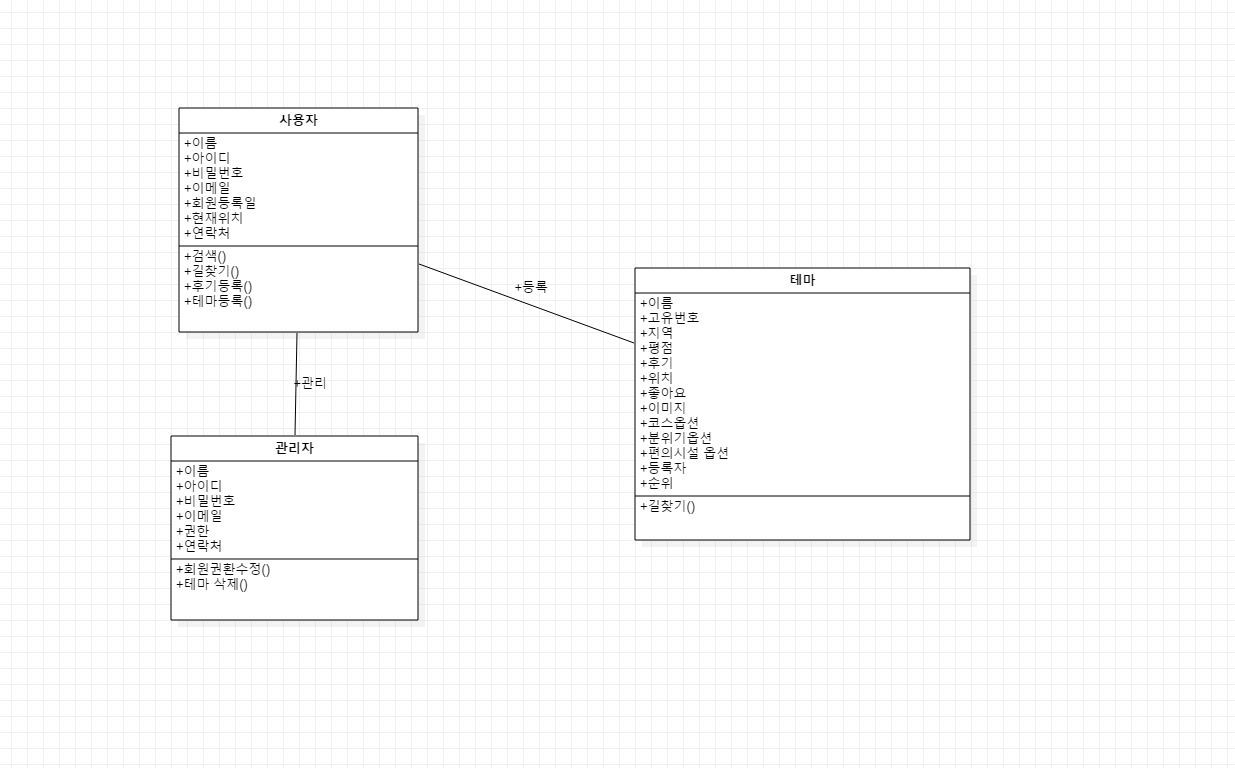 사용자
+이름
+아이디
+비밀번호
+이메일
+회원등록일
+현재위치
+연락처
+검색()
+길찾기()
+후기등록()
+테마등록()
+등록
+관리
관리자
+이름
+아이디
+비밀번호
+이메일
+권한
+연락처
+회원권환수정()
+테마 삭제()
테마
+이름
+고유번호
+지역
+평점
+후기
+위치
+좋아요
+이미지
+코스옵션
+분위기옵션
+편의시설 옵션
+등록자
+순위
+길찾기()